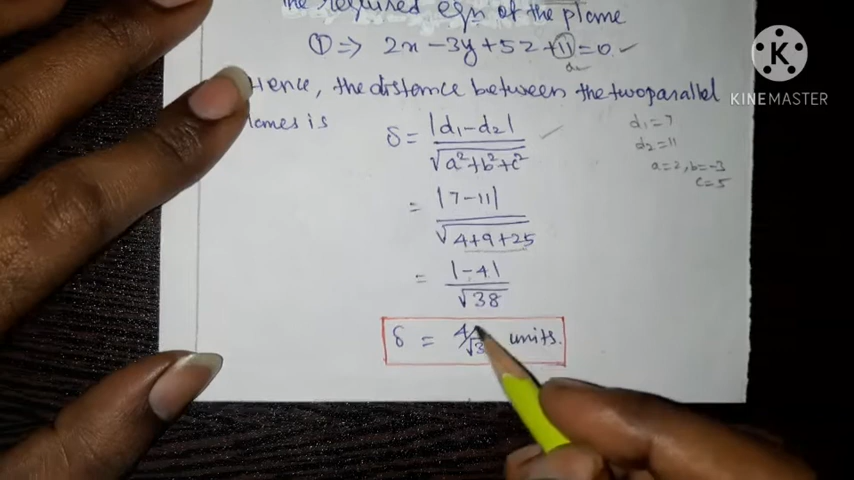 The required eqn of the plane
① ⇒ 2x - 3y + 5z + 11 = 0
Hence, the distance between the two parallel
is
δ = |d₁-d₂| / √a²+b²+c²
d₁ = 7
d₂ = 11
a=2, b=-3
c=5
= |7-11| / √4+9+25
= |-4| / √38
δ = 4/√3 units.
K
KINEMASTER